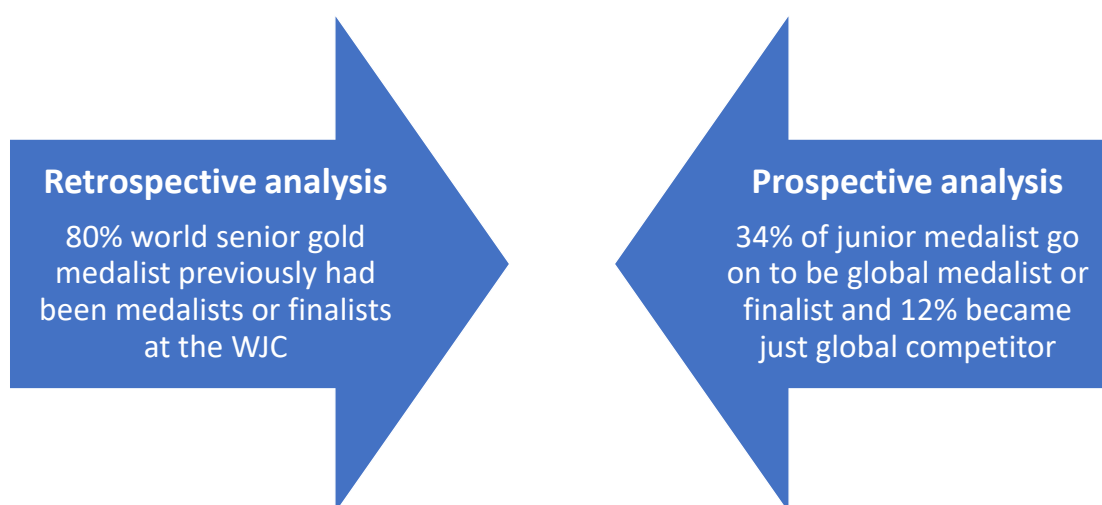 Retrospective analysis
80% world senior gold
medalist previously had
been medalists or finalists
at the WJC
Prospective analysis
34% of junior medalist go
on to be global medalist or
finalist and 12% became
just global competitor